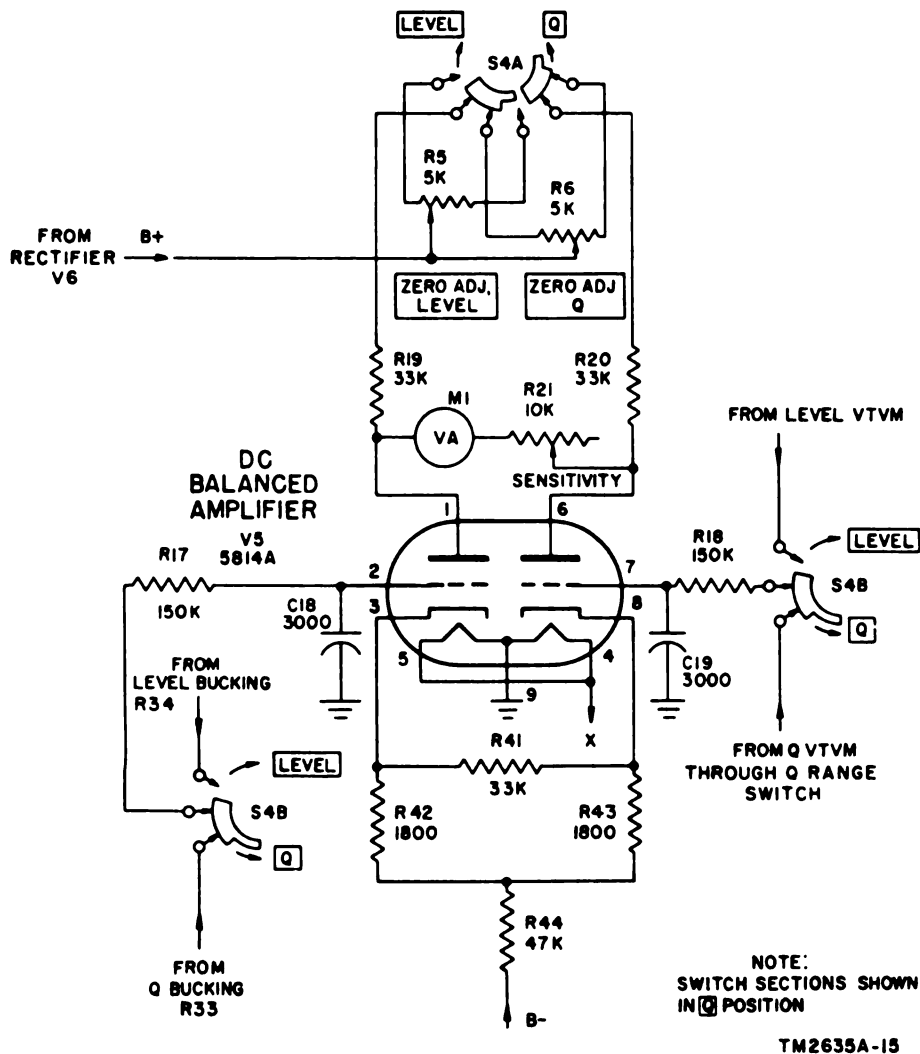 LEVEL
Q
S4A
R5
5K
R6
5K
FROM
RECTIFIER
V6
B+
ZERO ADJ,
LEVEL
ZERO ADJ
Q
R19
33K
R20
33K
M1
VA
R21
10K
SENSITIVITY
FROM LEVEL VTVM
DC
BALANCED
AMPLIFIER
V5
5814A
1
6
R17
150K
2
3
C18
3000
5
7
8
4
9
X
R18
150K
LEVEL
S4B
Q
C19
3000
FROM
LEVEL BUCKING
R34
LEVEL
S4B
Q
R41
33K
R42
1800
R43
1800
FROM Q VTVM
THROUGH Q RANGE
SWITCH
R44
47K
FROM
Q BUCKING
R33
B-
NOTE:
SWITCH SECTIONS SHOWN
IN Q POSITION
TM2635A-15